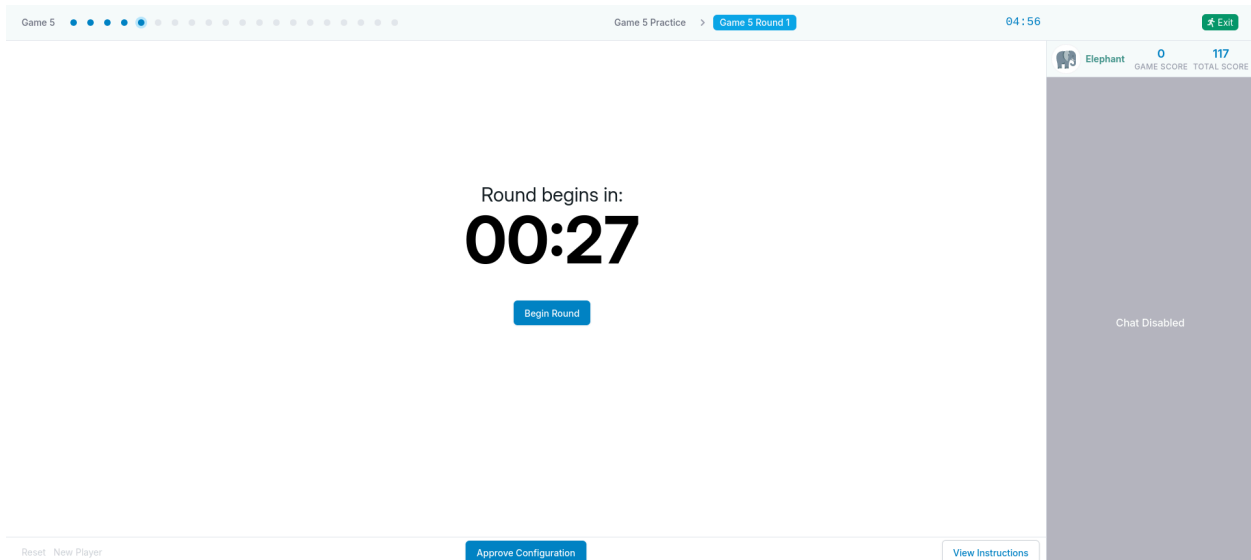 Game 5
Game 5 Practice > Game 5 Round 1
04:56
Exit
Elephant
0
GAME SCORE
117
TOTAL SCORE
Round begins in:
00:27
Begin Round
Chat Disabled
Reset New Player
Approve Configuration
View Instructions